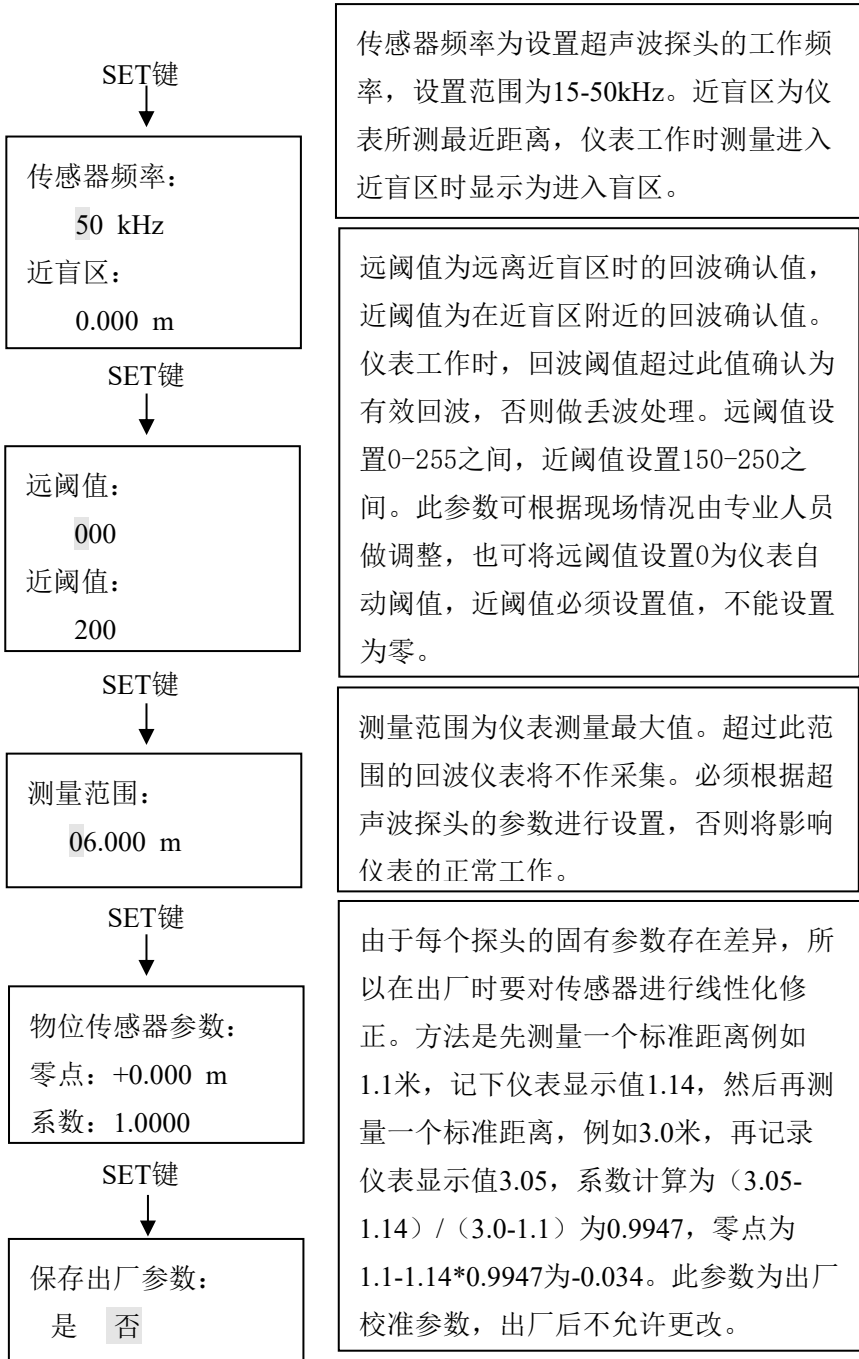 SET键
传感器频率：
50 kHz
近盲区：
0.000 m
传感器频率为设置超声波探头的工作频
率，设置范围为15-50kHz。近盲区为仪
表所测最近距离，仪表工作时测量进入
近盲区时显示为进入盲区。
SET键
远阈值：
000
近阈值：
200
远阈值为远离近盲区时的回波确认值，
近阈值为在近盲区附近的回波确认值。
仪表工作时，回波阈值超过此值确认为
有效回波，否则做丢波处理。远阈值设
置0-255之间，近阈值设置150-250之
间。此参数可根据现场情况由专业人员
做调整，也可将远阈值设置0为仪表自
动阈值，近阈值必须设置值，不能设置
为零。
SET键
测量范围：
06.000 m
测量范围为仪表测量最大值。超过此范
围的回波仪表将不作采集。必须根据超
声波探头的参数进行设置，否则将影响
仪表的正常工作。
SET键
物位传感器参数：
零点：+0.000 m
系数：1.0000
SET键
保存出厂参数：
是 否
由于每个探头的固有参数存在差异，所
以在出厂时要对传感器进行线性化修
正。方法是先测量一个标准距离例如
1.1米，记下仪表显示值1.14，然后再测
量一个标准距离，例如3.0米，再记录
仪表显示值3.05，系数计算为（3.05-
1.14）/（3.0-1.1）为0.9947，零点为
1.1-1.14*0.9947为-0.034。此参数为出厂
校准参数，出厂后不允许更改。